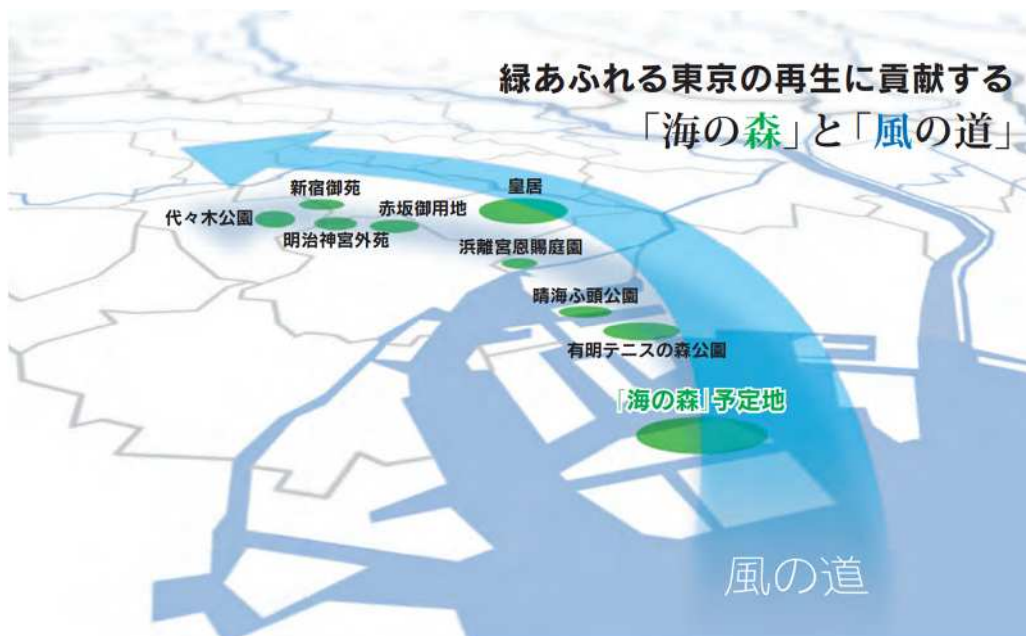 緑あふれる東京の再生に貢献する
「海の森」と「風の道」
新宿御苑
皇居
代々木公園
赤坂御用地
明治神宮外苑
浜離宮恩賜庭園
晴海ふ頭公園
有明テニスの森公園
「海の森」予定地
風の道